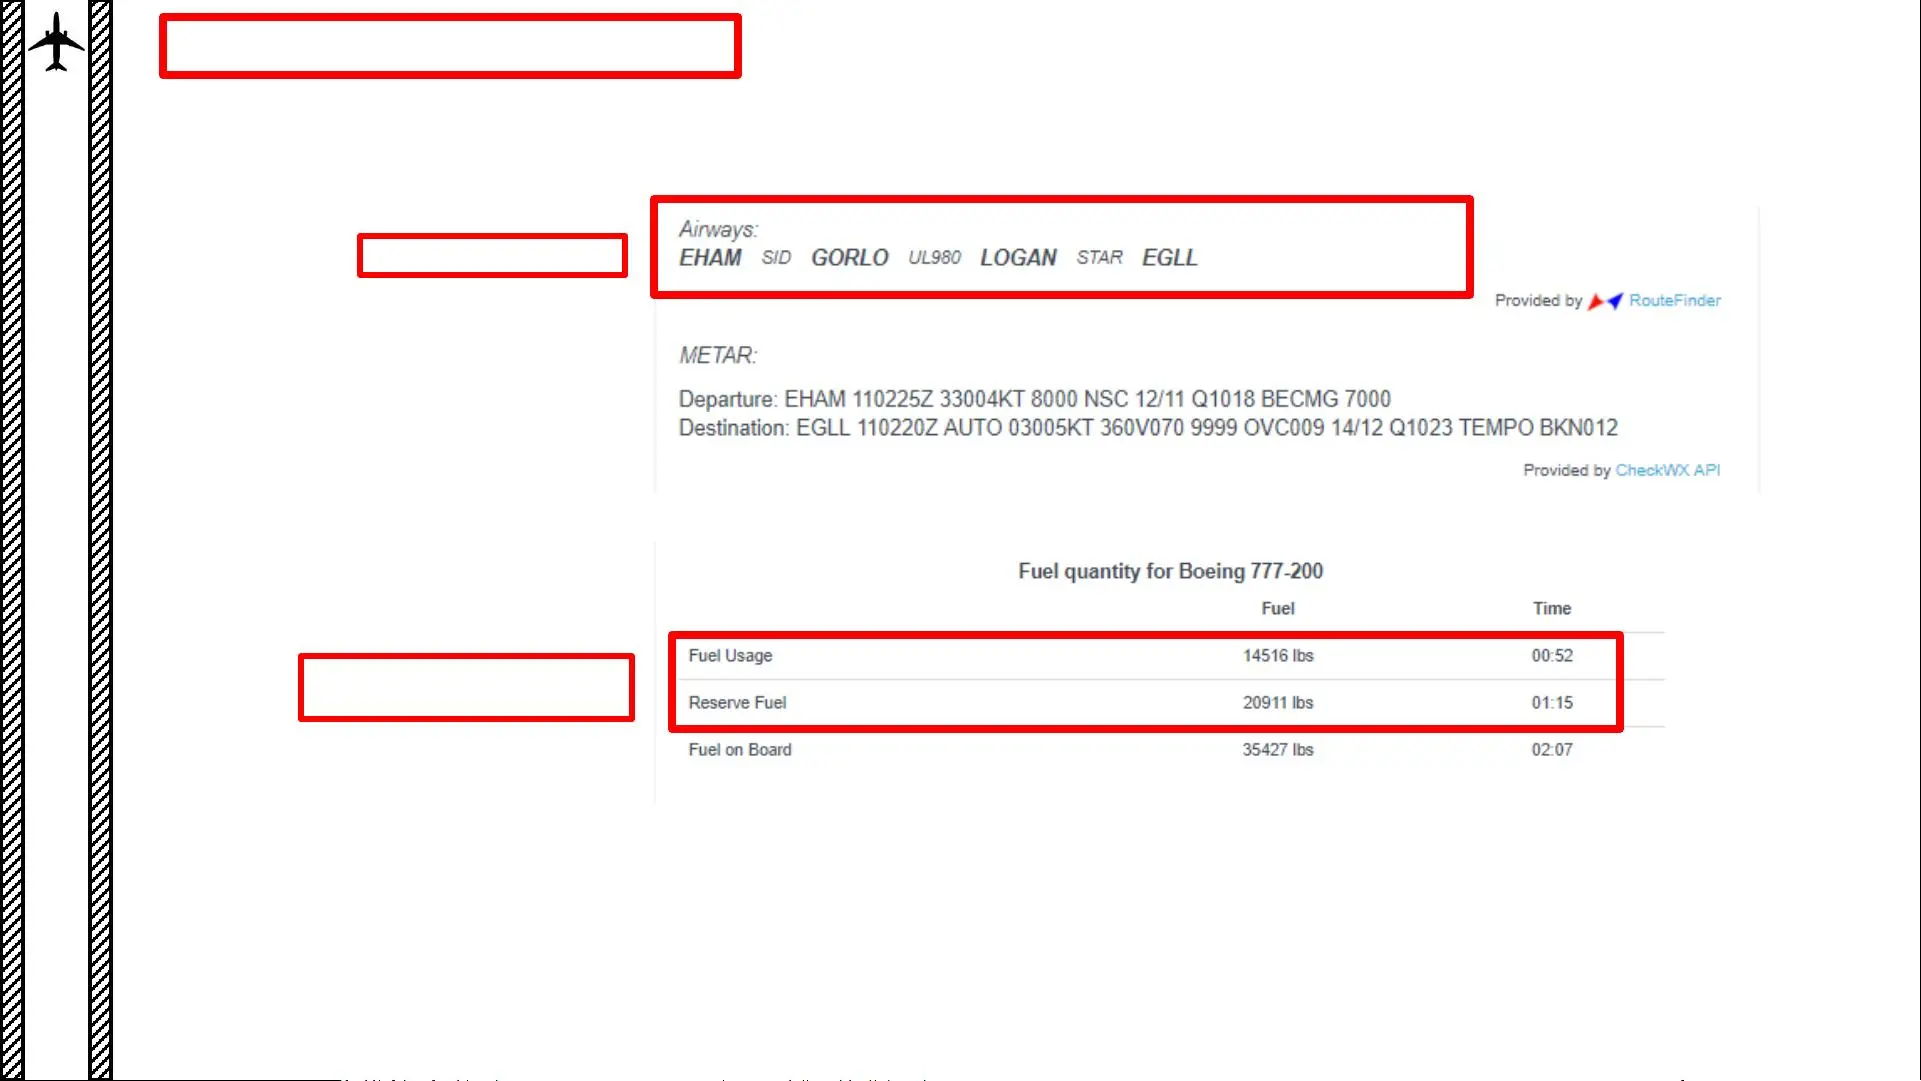 Airways:
EHAM SID GORLO UL980 LOGAN STAR EGLL
Provided by RouteFinder
METAR:
Departure: EHAM 110225Z 33004KT 8000 NSC 12/11 Q1018 BECMG 7000
Destination: EGLL 110220Z AUTO 03005KT 360V070 9999 OVC009 14/12 Q1023 TEMPO BKN012
Provided by CheckWX API
Fuel quantity for Boeing 777-200
Fuel Time
Fuel Usage 14516 lbs 00:52
Reserve Fuel 20911 lbs 01:15
Fuel on Board 35427 lbs 02:07